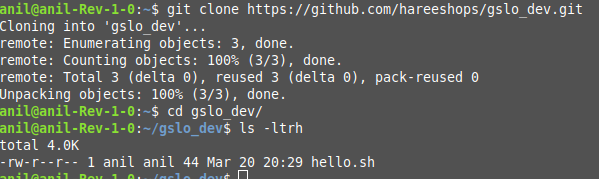 anil@anil-Rev-1-0:~$ git clone https://github.com/hareeshops/gslo_dev.git
Cloning into 'gslo_dev'...
remote: Enumerating objects: 3, done.
remote: Counting objects: 100% (3/3), done.
remote: Total 3 (delta 0), reused 3 (delta 0), pack-reused 0
Unpacking objects: 100% (3/3), done.
anil@anil-Rev-1-0:~$ cd gslo_dev/
anil@anil-Rev-1-0:~/gslo_dev$ ls -ltrh
total 4.0K
-rw-r--r-- 1 anil anil 44 Mar 20 20:29 hello.sh
anil@anil-Rev-1-0:~/gslo_dev$